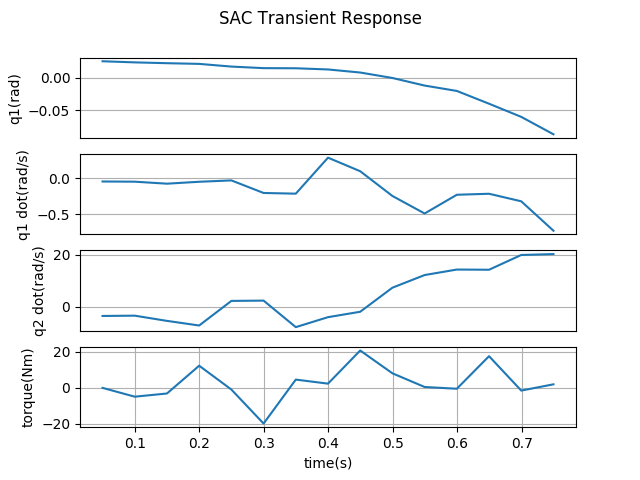 SAC Transient Response
q1(rad)
0.00
−0.05
q1 dot(rad/s)
0.0
−0.5
q2 dot(rad/s)
20
0
torque(Nm)
20
0
−20
0.1 0.2 0.3 0.4 0.5 0.6 0.7
time(s)